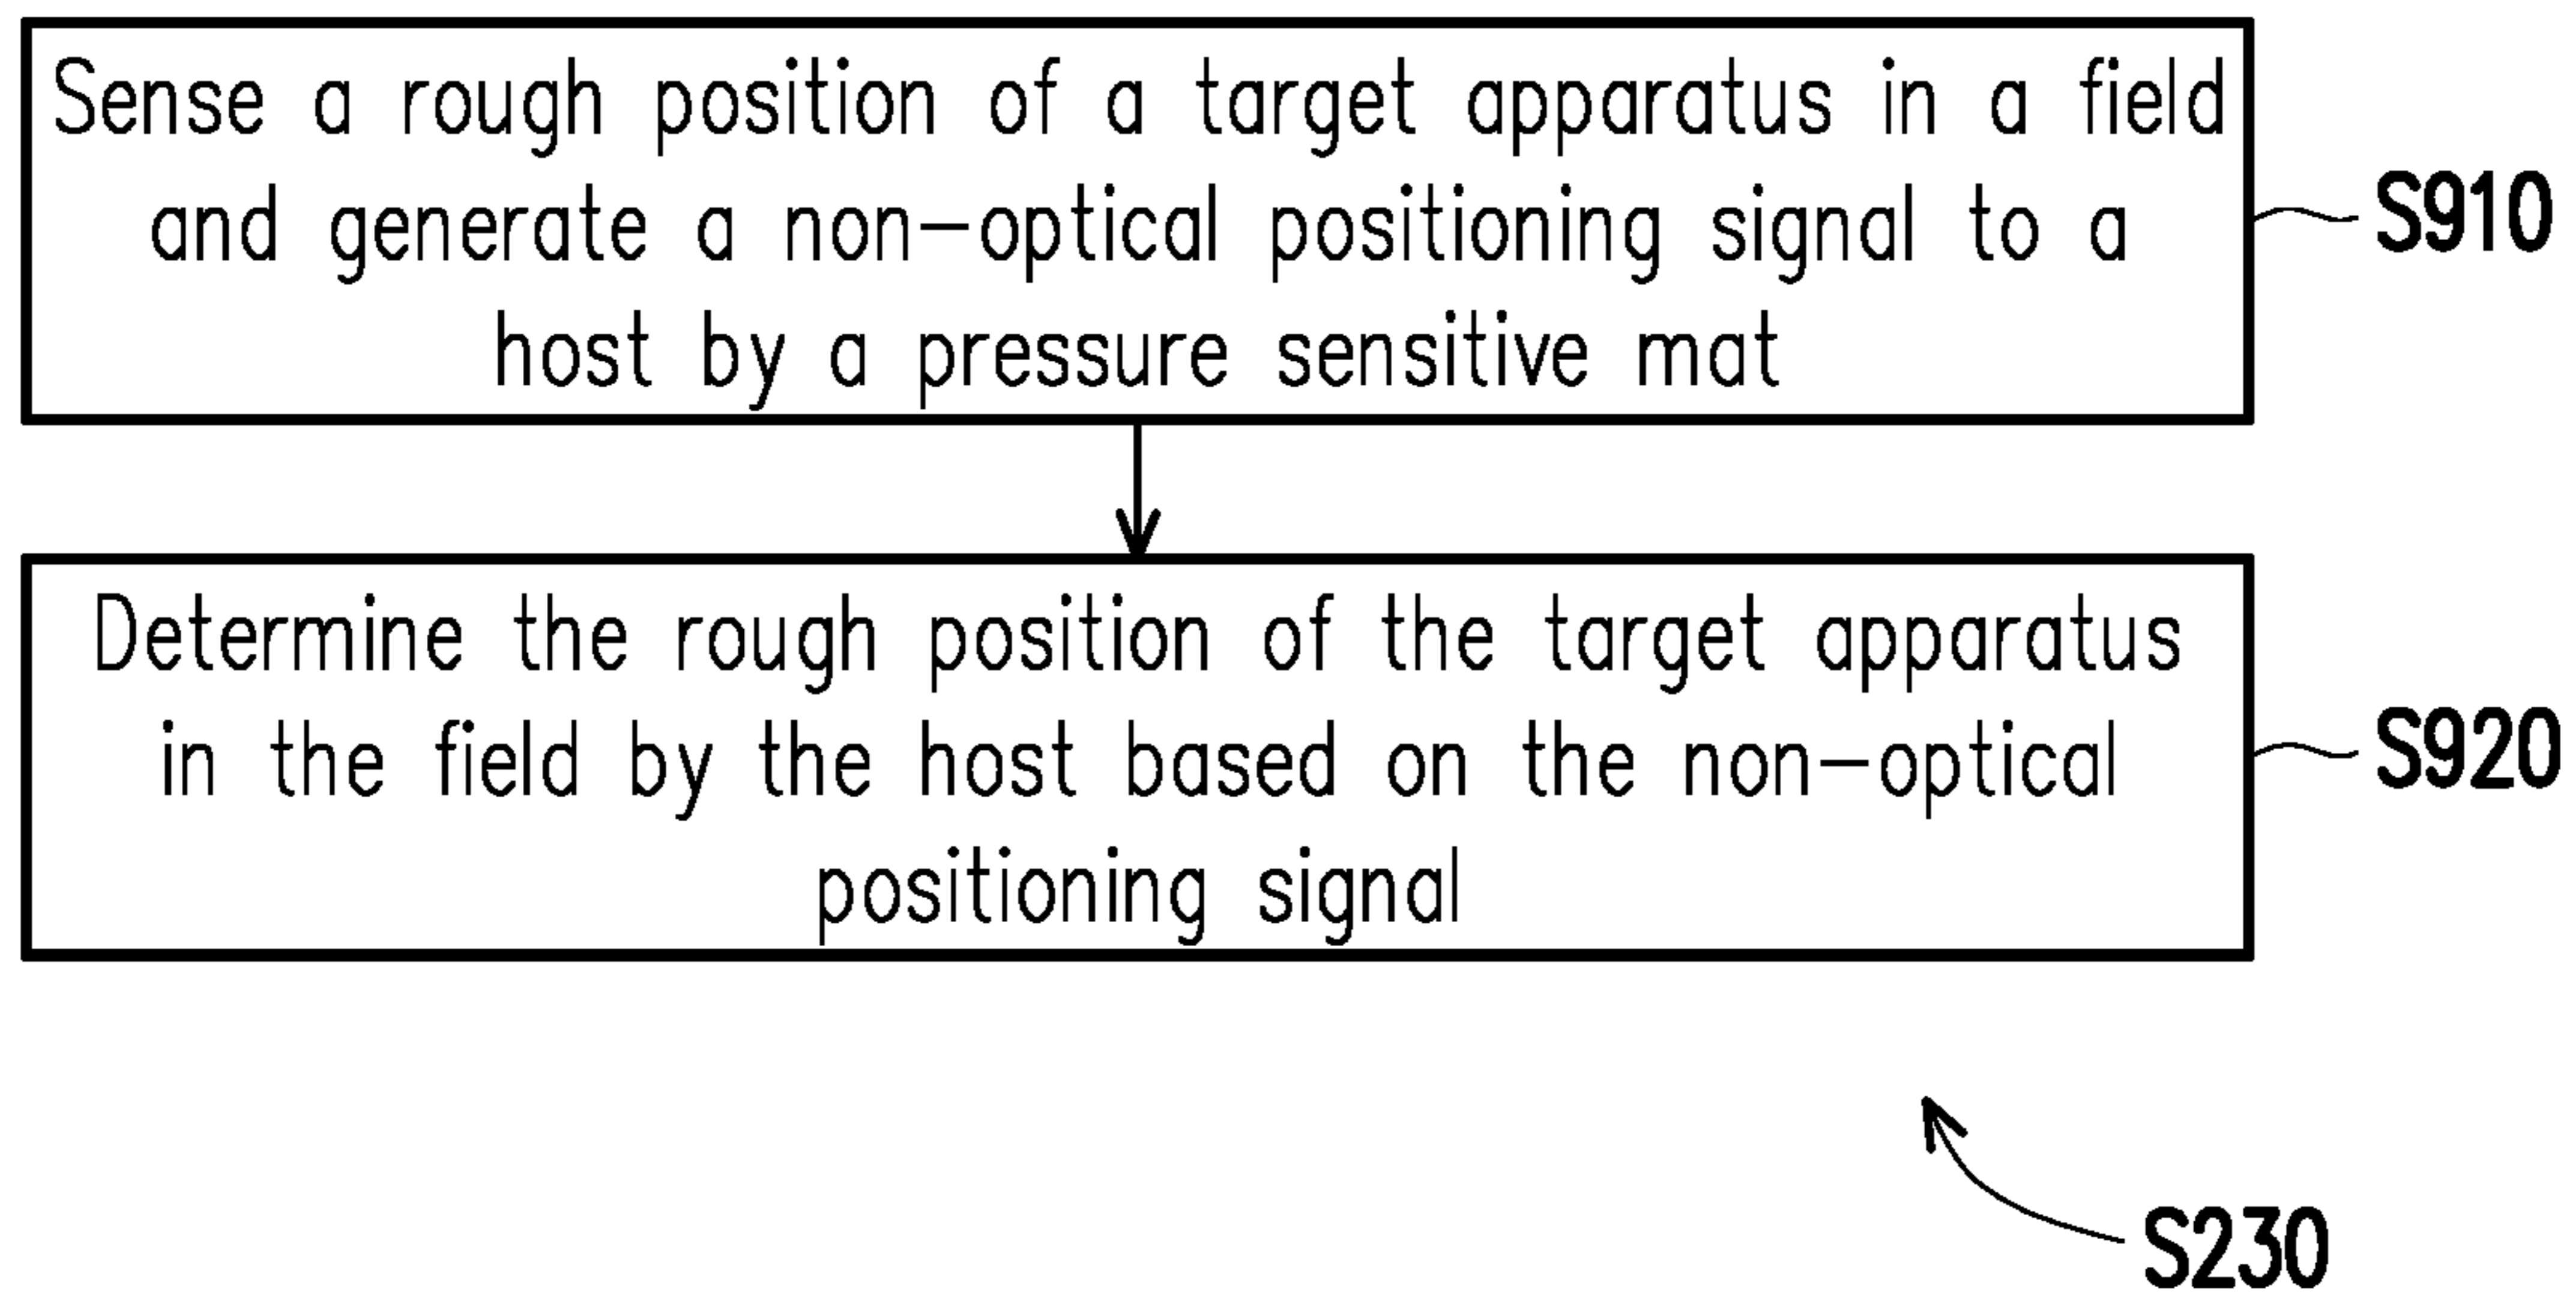 Sense a rough position of a target apparatus in a field
and generate a non-optical positioning signal to a
host by a pressure sensitive mat
S910
Determine the rough position of the target apparatus
in the field by the host based on the non-optical
positioning signal
S920
S230